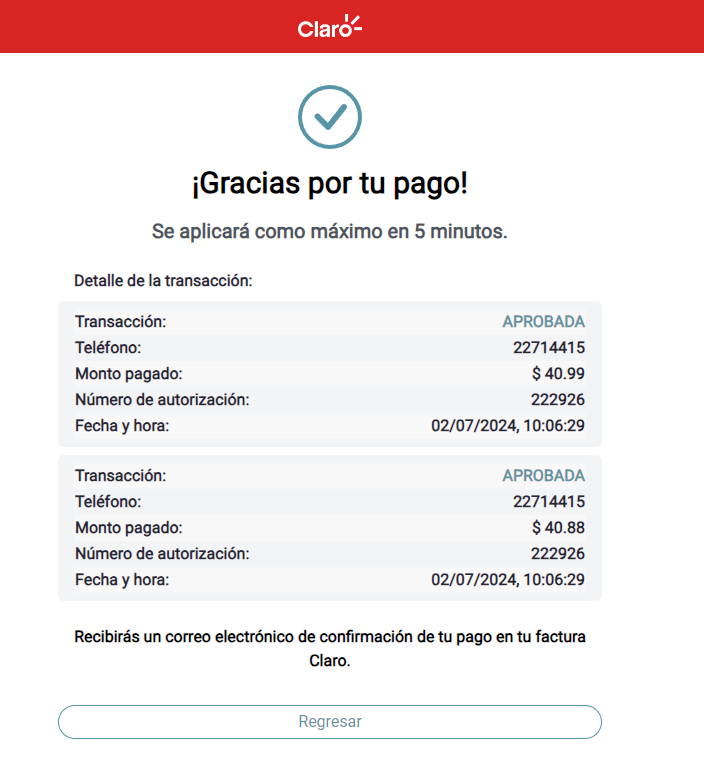 Claro
¡Gracias por tu pago!
Se aplicará como máximo en 5 minutos.
Detalle de la transacción:
Transacción: APROBADA
Teléfono: 22714415
Monto pagado: $ 40.99
Número de autorización: 222926
Fecha y hora: 02/07/2024, 10:06:29
Transacción: APROBADA
Teléfono: 22714415
Monto pagado: $ 40.88
Número de autorización: 222926
Fecha y hora: 02/07/2024, 10:06:29
Recibirás un correo electrónico de confirmación de tu pago en tu factura
Claro.
Regresar